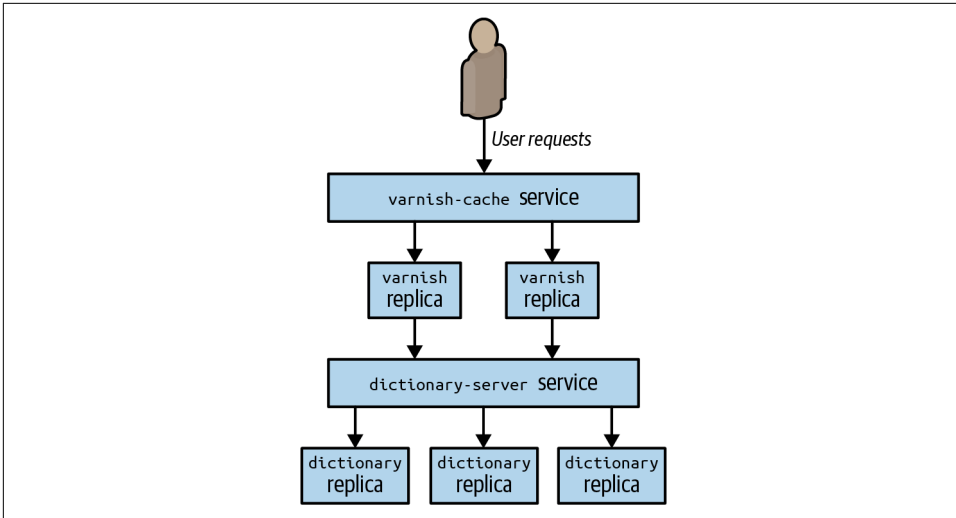 User requests
varnish-cache service
varnish
replica
varnish
replica
dictionary-server service
dictionary
replica
dictionary
replica
dictionary
replica